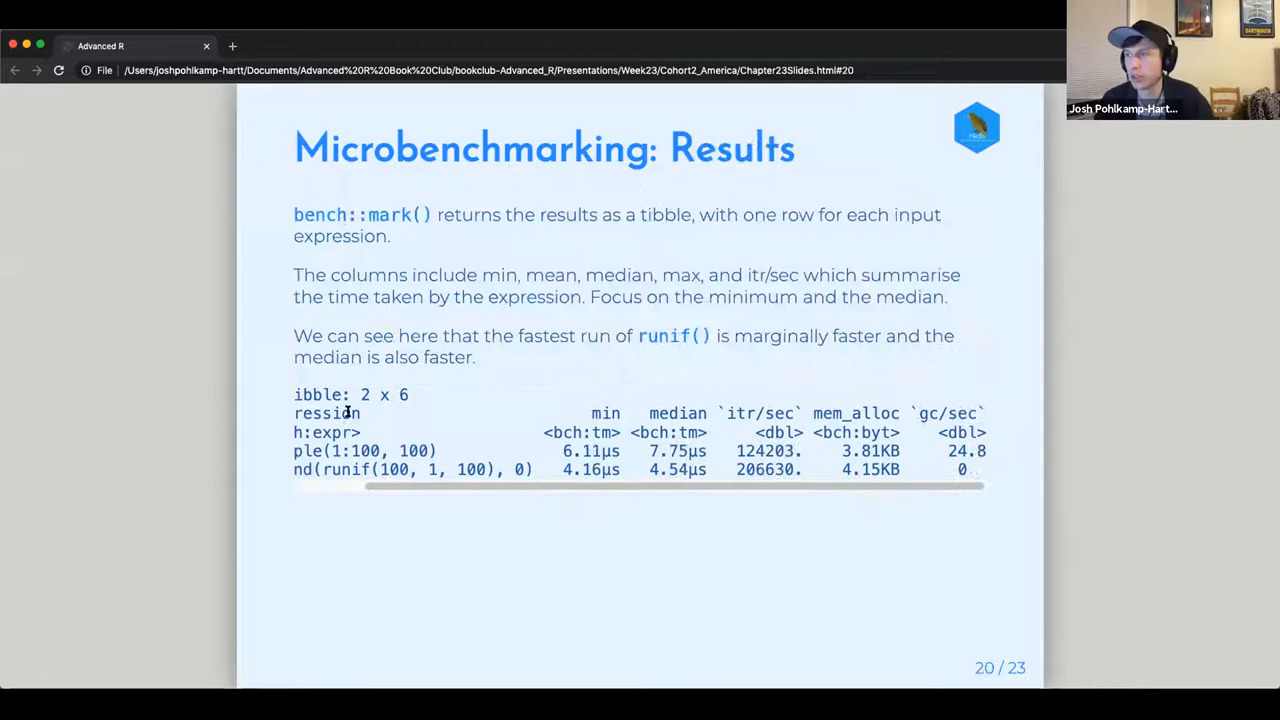 Advanced R
File
/Users/joshpohlkamp-hartt/Documents/Advanced%20R%20Book%20Club/bookclub-Advanced_R/Presentations/Week23/Cohort2_America/Chapter23Slides.html#20
DARTMOUTH
Josh Pohlkamp-Hart...
Microbenchmarking: Results
r4ds
bench::mark() returns the results as a tibble, with one row for each input
expression.
The columns include min, mean, median, max, and itr/sec which summarise
the time taken by the expression. Focus on the minimum and the median.
We can see here that the fastest run of runif() is marginally faster and the
median is also faster.
ibble: 2 x 6
ression min median `itr/sec` mem_alloc `gc/sec`
h:expr> <bch:tm> <bch:tm> <dbl> <bch:byt> <dbl>
ple(1:100, 100) 6.11µs 7.75µs 124203. 3.81KB 24.8
nd(runif(100, 1, 100), 0) 4.16µs 4.54µs 206630. 4.15KB 0
20 / 23